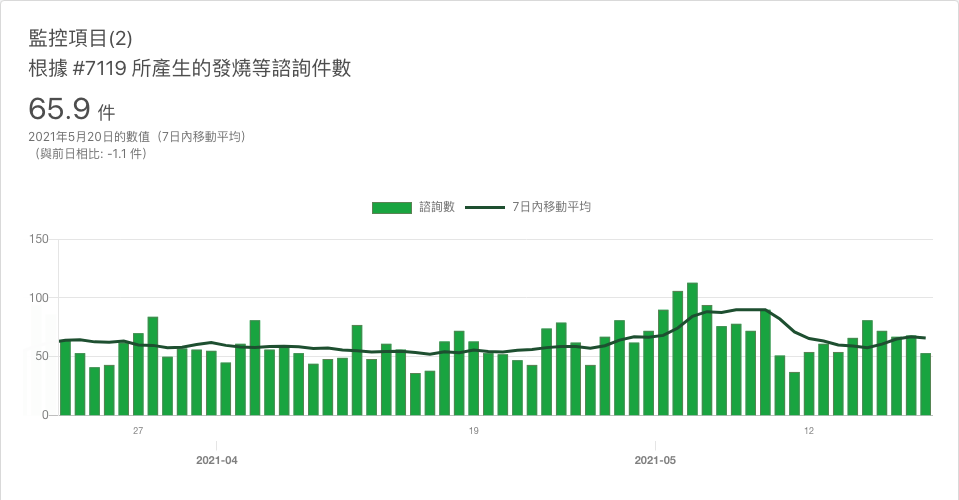 監控項目(2)
根據 #7119 所產生的發燒等諮詢件數
65.9 件
2021年5月20日的數值（7日內移動平均）
（與前日相比: -1.1 件）
諮詢數 7日內移動平均
150
100
50
0
27 19 12
2021-04 2021-05